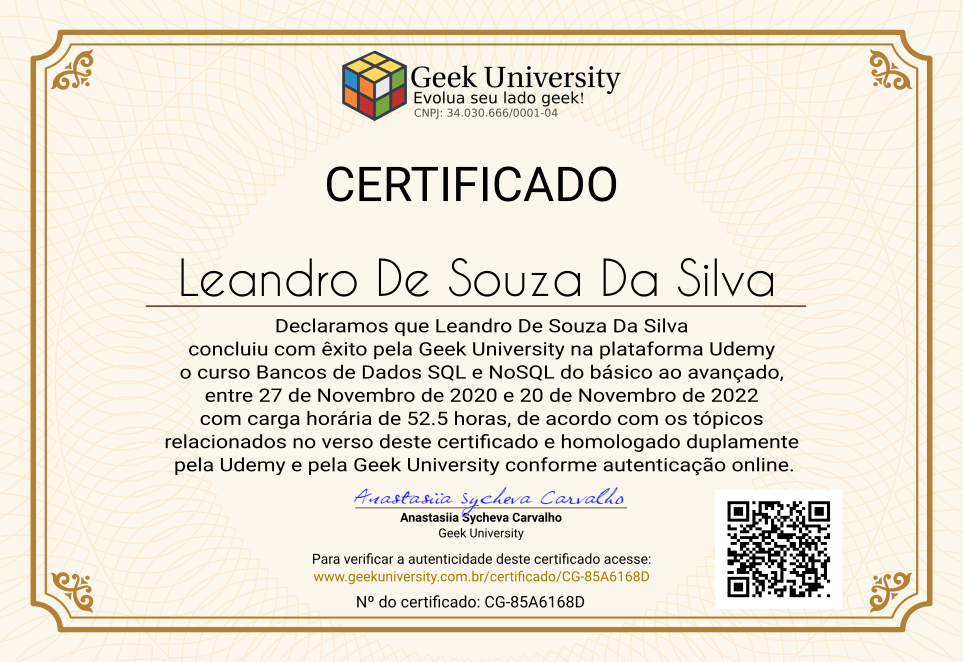 Geek University
Evolua seu lado geek!
CNPJ: 34.030.666/0001-04
CERTIFICADO
Leandro De Souza Da Silva
Declaramos que Leandro De Souza Da Silva
concluiu com êxito pela Geek University na plataforma Udemy
o curso Bancos de Dados SQL e NoSQL do básico ao avançado,
entre 27 de Novembro de 2020 e 20 de Novembro de 2022
com carga horária de 52.5 horas, de acordo com os tópicos
relacionados no verso deste certificado e homologado duplamente
pela Udemy e pela Geek University conforme autenticação online.
Anastasiia Sycheva Carvalho
Anastasiia Sycheva Carvalho
Geek University
Para verificar a autenticidade deste certificado acesse:
www.geekuniversity.com.br/certificado/CG-85A6168D
Nº do certificado: CG-85A6168D